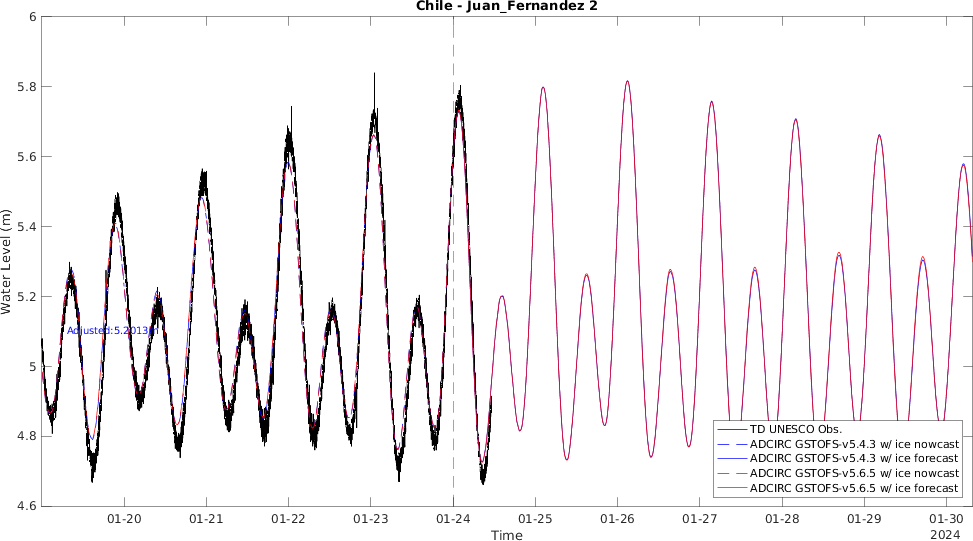 Chile - Juan_Fernandez 2
6
5.8
5.6
5.4
5.2
5
4.8
4.6
Water Level (m)
01-20
01-21
01-22
01-23
01-24
01-25
01-26
01-27
01-28
01-29
01-30
2024
Time
TD UNESCO Obs.
ADCIRC GSTOFS-v5.4.3 w/ ice nowcast
ADCIRC GSTOFS-v5.4.3 w/ ice forecast
ADCIRC GSTOFS-v5.6.5 w/ ice nowcast
ADCIRC GSTOFS-v5.6.5 w/ ice forecast